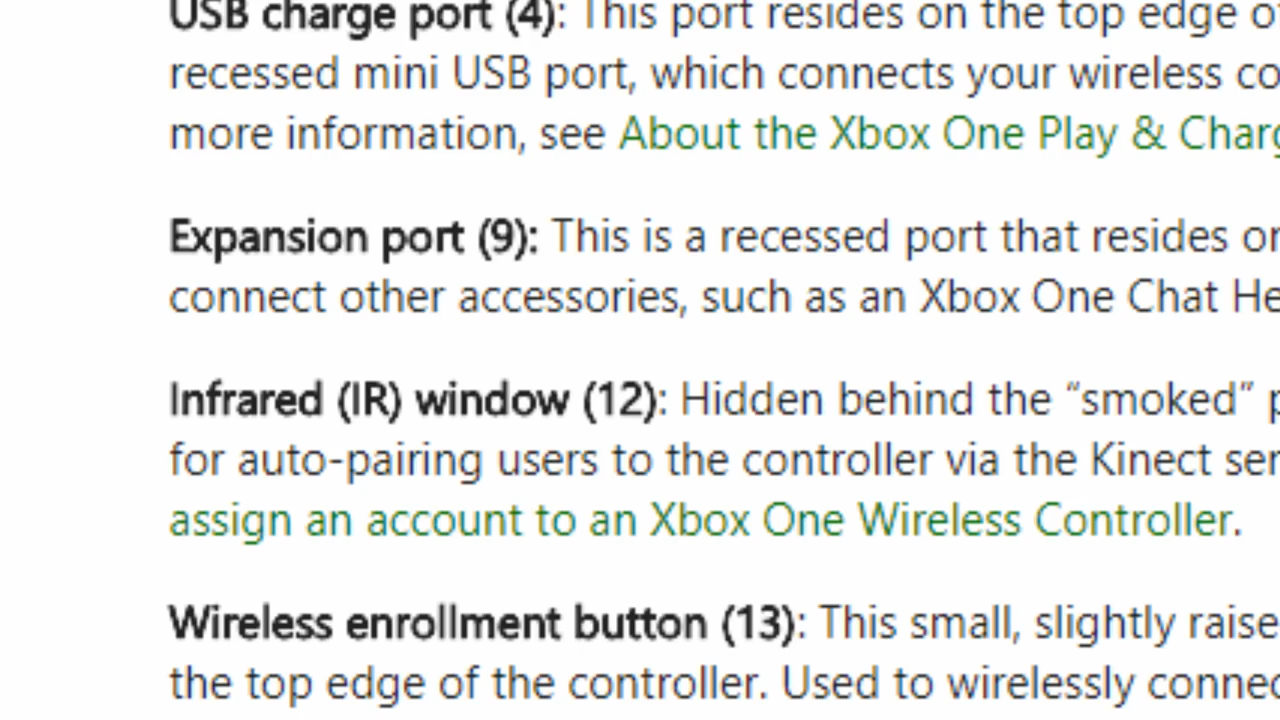 USB charge port (4): This port resides on the top edge of
recessed mini USB port, which connects your wireless co
more information, see About the Xbox One Play & Charg
Expansion port (9): This is a recessed port that resides on
connect other accessories, such as an Xbox One Chat He
Infrared (IR) window (12): Hidden behind the “smoked” p
for auto-pairing users to the controller via the Kinect sen
assign an account to an Xbox One Wireless Controller.
Wireless enrollment button (13): This small, slightly raise
the top edge of the controller. Used to wirelessly connec